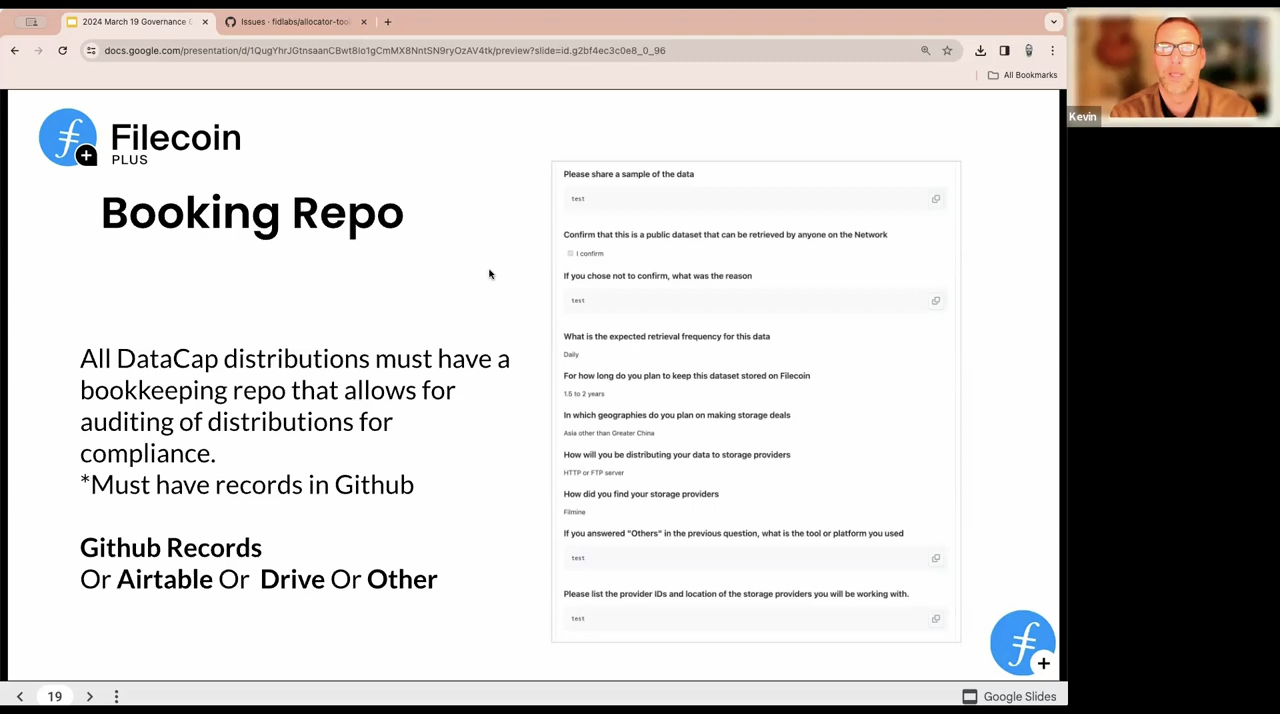 2024 March 19 Governance
Issues · fidlabs/allocator-too
docs.google.com/presentation/d/1QugYhrJGtnsaanCBwt8Io1gCmMX8NntSN9ryOzAV4tk/preview?slide=id.g2bf4ec3c0e8_0_96
All Bookmarks
Kevin
Filecoin
PLUS
Booking Repo
All DataCap distributions must have a
bookkeeping repo that allows for
auditing of distributions for
compliance.
*Must have records in Github
Github Records
Or Airtable Or Drive Or Other
Please share a sample of the data
test
Confirm that this is a public dataset that can be retrieved by anyone on the Network
I confirm
If you chose not to confirm, what was the reason
test
What is the expected retrieval frequency for this data
Daily
For how long do you plan to keep this dataset stored on Filecoin
1.5 to 2 years
In which geographies do you plan on making storage deals
Asia other than Greater China
How will you be distributing your data to storage providers
HTTP or FTP server
How did you find your storage providers
Filmine
If you answered "Others" in the previous question, what is the tool or platform you used
test
Please list the provider IDs and location of the storage providers you will be working with.
test
19
Google Slides